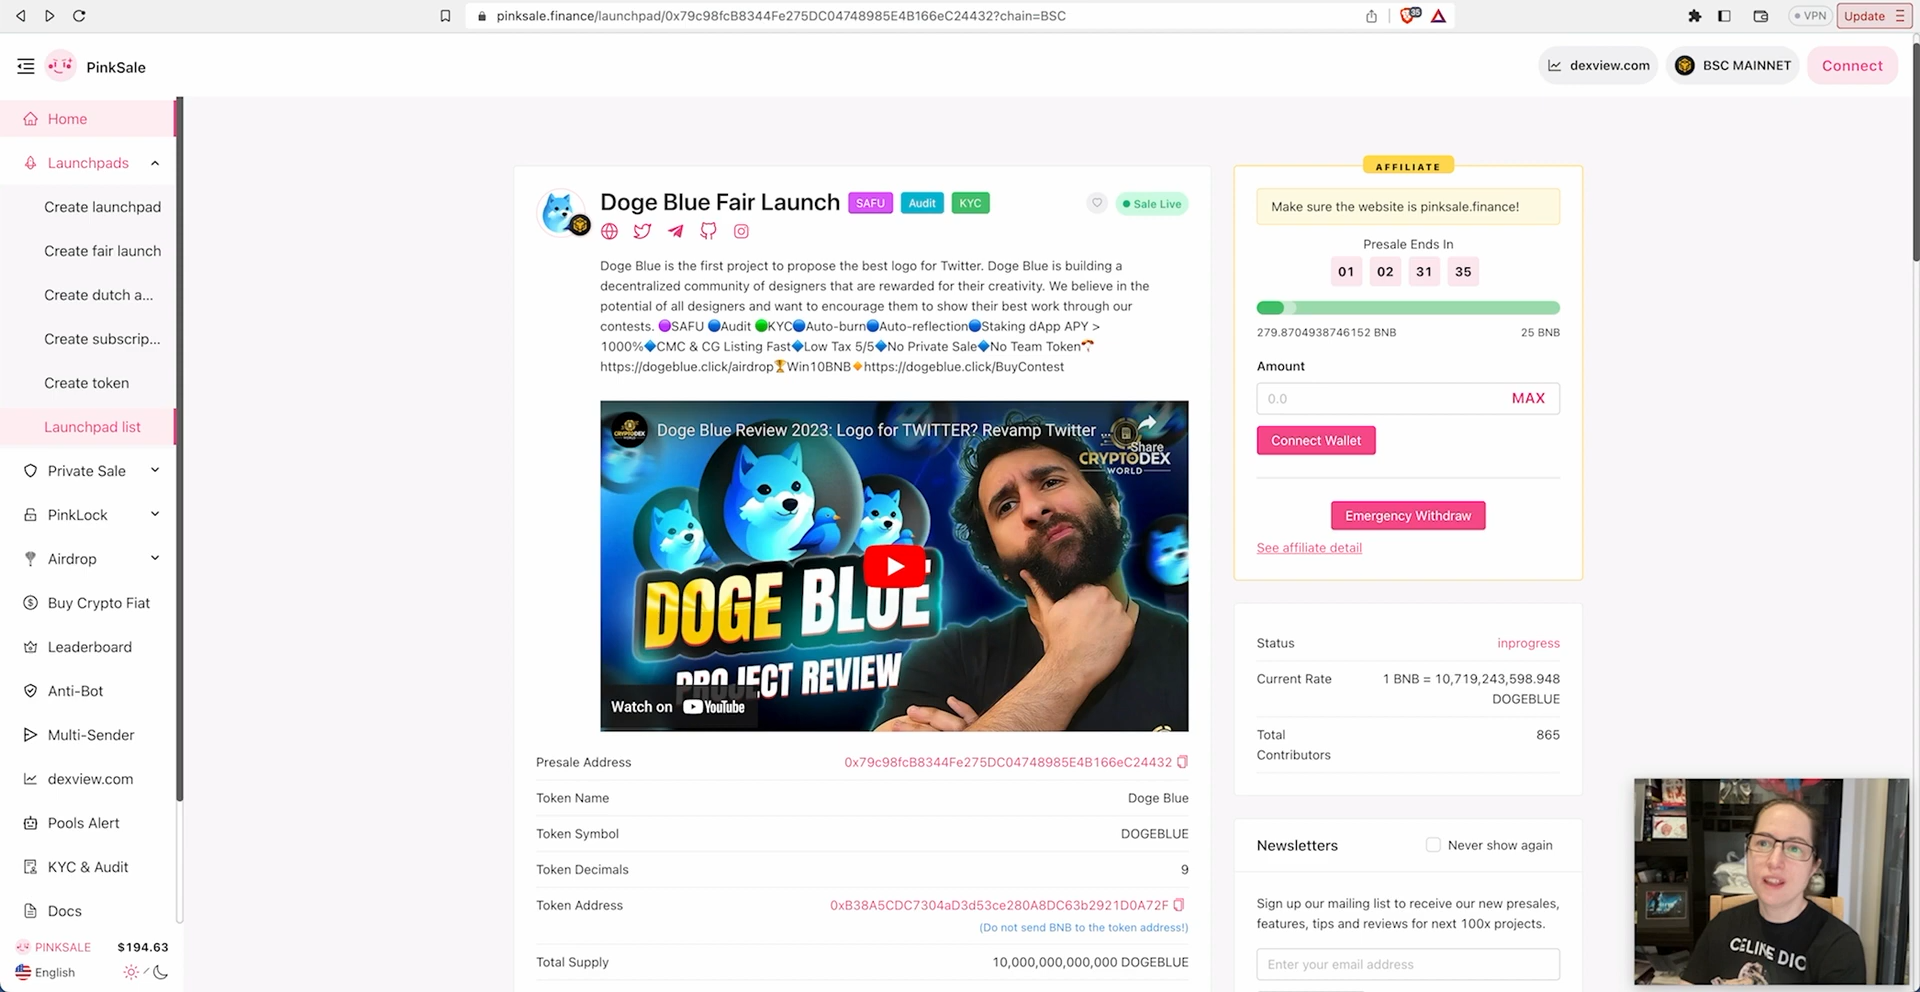 pinksale.finance/launchpad/0x79c98fcB8344Fe275DC04748985E4B166eC24432?chain=BSC
35
VPN
Update
PinkSale
dexview.com
BSC MAINNET
Connect
Home
Launchpads
Create launchpad
Create fair launch
Create dutch a...
Create subscrip...
Create token
Launchpad list
Private Sale
PinkLock
Airdrop
Buy Crypto Fiat
Leaderboard
Anti-Bot
Multi-Sender
dexview.com
Pools Alert
KYC & Audit
Docs
PINKSALE $194.63
English
Doge Blue Fair Launch SAFU Audit KYC
Sale Live
Doge Blue is the first project to propose the best logo for Twitter. Doge Blue is building a
decentralized community of designers that are rewarded for their creativity. We believe in the
potential of all designers and want to encourage them to show their best work through our
contests. 🟣SAFU 🔵Audit 🟢KYC🔵Auto-burn🔵Auto-reflection🔵Staking dApp APY >
1000%🔷CMC & CG Listing Fast🔷Low Tax 5/5🔷No Private Sale🔷No Team Token🪂
https://dogeblue.click/airdrop🏆Win10BNB🔸https://dogeblue.click/BuyContest
Doge Blue Review 2023: Logo for TWITTER? Revamp Twitter
Share
CRYPTODEX
WORLD
CRYPTODEX
WORLD
DOGE BLUE
PROJECT REVIEW
Watch on YouTube
Presale Address 0x79c98fcB8344Fe275DC04748985E4B166eC24432
Token Name Doge Blue
Token Symbol DOGEBLUE
Token Decimals 9
Token Address 0xB38A5CDC7304aD3d53ce280A8DC63b2921D0A72F
(Do not send BNB to the token address!)
Total Supply 10,000,000,000,000 DOGEBLUE
AFFILIATE
Make sure the website is pinksale.finance!
Presale Ends In
01 02 31 35
279.8704938746152 BNB 25 BNB
Amount
0.0 MAX
Connect Wallet
Emergency Withdraw
See affiliate detail
Status inprogress
Current Rate 1 BNB = 10,719,243,598.948
DOGEBLUE
Total 865
Contributors
Newsletters Never show again
Sign up our mailing list to receive our new presales,
features, tips and reviews for next 100x projects.
Enter your email address
CELINE DIO